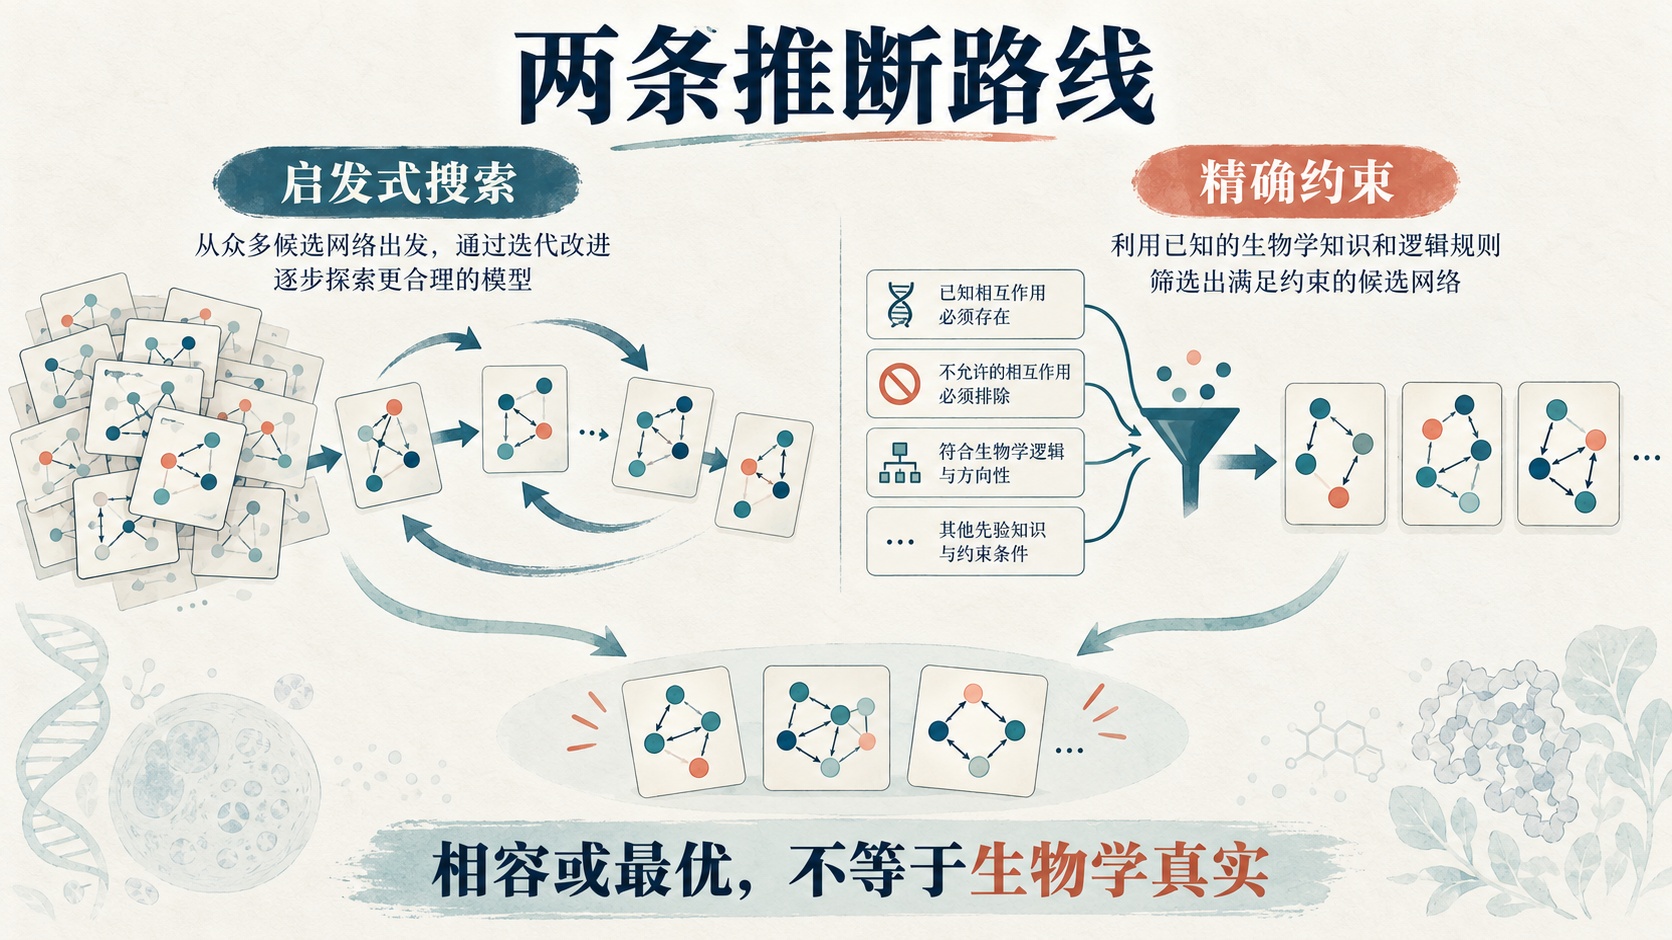 两条推断路线
启发式搜索
从众多候选网络出发，通过迭代改进
逐步探索更合理的模型
精确约束
利用已知的生物学知识和逻辑规则
筛选出满足约束的候选网络
已知相互作用
必须存在
不允许的相互作用
必须排除
符合生物学逻辑
与方向性
其他先验知识
与约束条件
相容或最优，不等于生物学真实